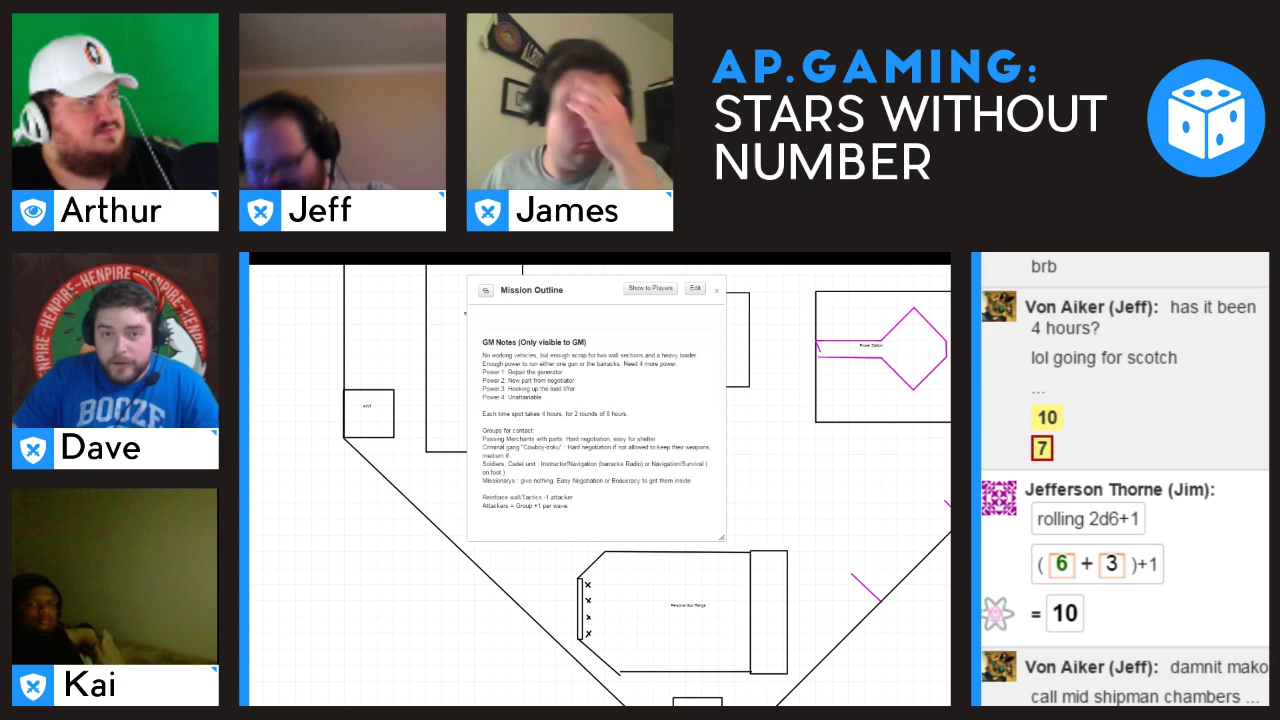 AP.GAMING:
STARS WITHOUT
NUMBER
Arthur
Jeff
James
HENPIRE-HENPIRE-HENPIRE
BOOZE
Dave
Kai
Mission Outline
Show to Players
Edit
GM Notes (Only visible to GM)
No working vehicles, but enough scrap for two wall sections and a heavy loader
Enough power to run either one gun or the barracks. Need 4 more power.
Power 1: Repair the generator
Power 2: New part from negotiator
Power 3: Hooking up the load lifter
Power 4: Unattainable
Each time spot takes 4 hours, for 2 rounds of 8 hours.
Groups for contact:
Passing Merchants with parts: Hard negotiation, easy for shelter
Criminal gang "Cowboy-zoku" : Hard negotiation if not allowed to keep their weapons,
medium if
Soldiers, Cadet unit : Instructor/Navigation (barracks Radio) or Navigation/Survival (
on foot )
Missionarys : give nothing. Easy Negotiation or Beaucracy to get them inside
Reinforce wall/Tactics -1 attacker
Attackers = Group +1 per wave.
Power Station
Personal Gun Range
brb
Von Aiker (Jeff): has it been
4 hours?
lol going for scotch
...
10
7
Jefferson Thorne (Jim):
rolling 2d6+1
( 6 + 3 )+1
= 10
Von Aiker (Jeff): damnit mako
call mid shipman chambers ...